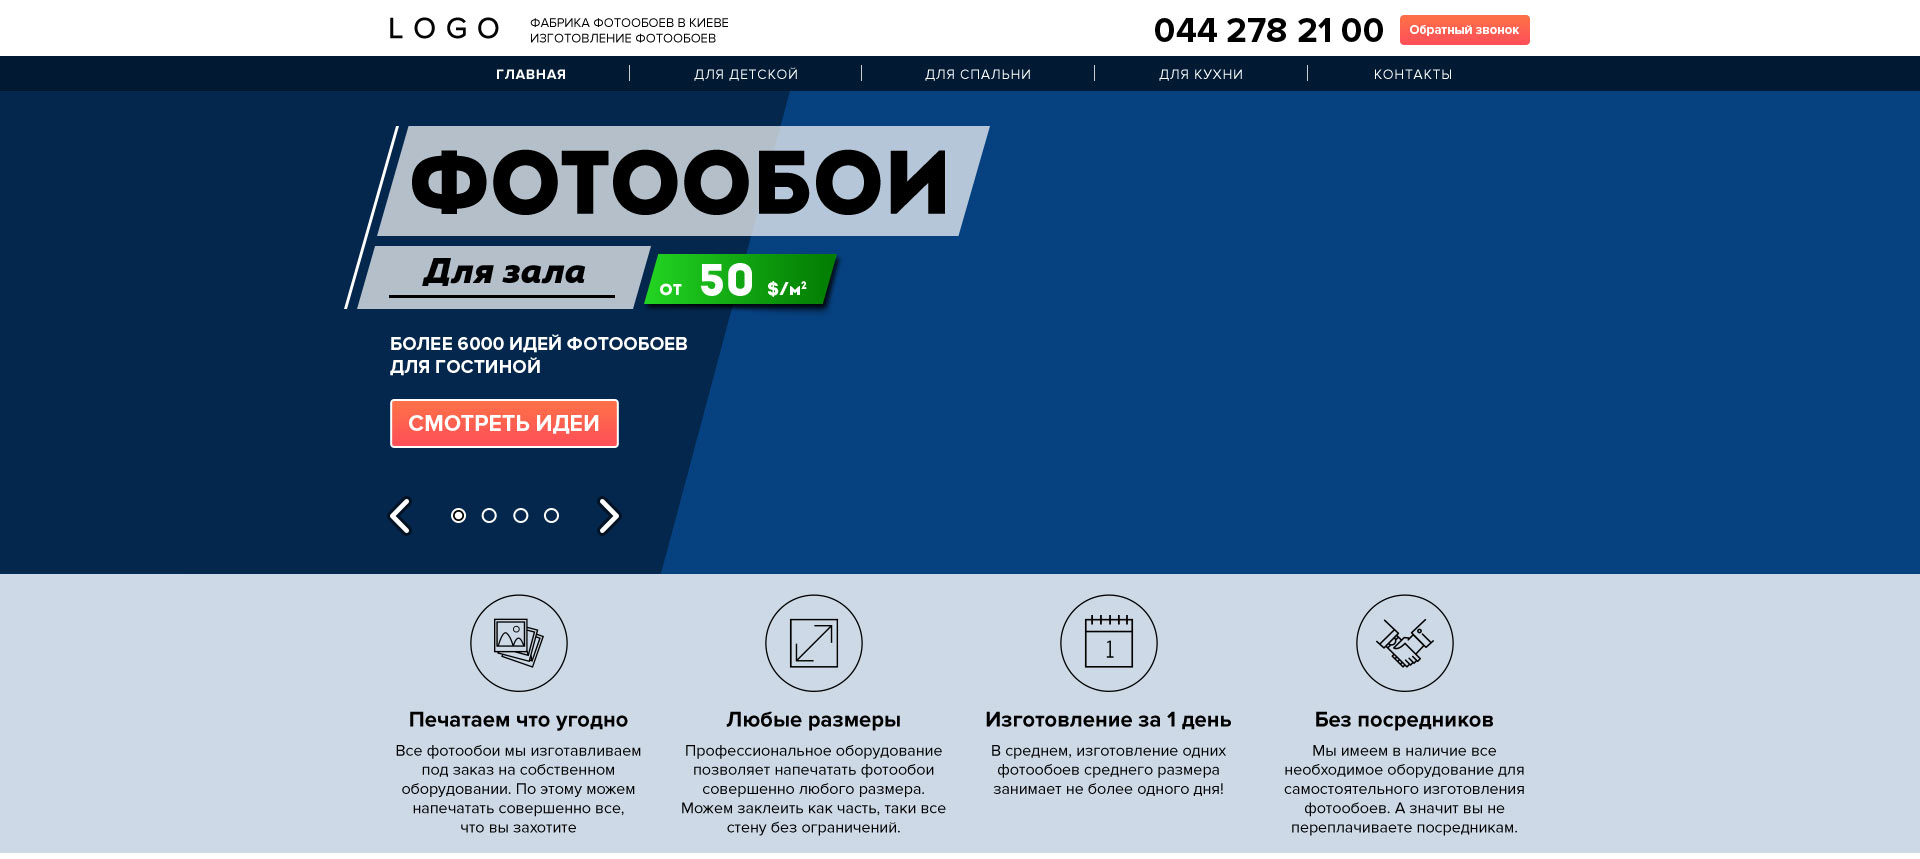 LOGO
ФАБРИКА ФОТООБОЕВ В КИЕВЕ
ИЗГОТОВЛЕНИЕ ФОТООБОЕВ
044 278 21 00
Обратный звонок
ГЛАВНАЯ
ДЛЯ ДЕТСКОЙ
ДЛЯ СПАЛЬНИ
ДЛЯ КУХНИ
КОНТАКТЫ
ФОТООБОИ
Для зала
от 50 $/м²
БОЛЕЕ 6000 ИДЕЙ ФОТООБОЕВ
ДЛЯ ГОСТИНОЙ
СМОТРЕТЬ ИДЕИ
Печатаем что угодно
Все фотообои мы изготавливаем
под заказ на собственном
оборудовании. По этому можем
напечатать совершенно все,
что вы захотите
Любые размеры
Профессиональное оборудование
позволяет напечатать фотообои
совершенно любого размера.
Можем заклеить как часть, таки все
стену без ограничений.
1
Изготовление за 1 день
В среднем, изготовление одних
фотообоев среднего размера
занимает не более одного дня!
Без посредников
Мы имеем в наличие все
необходимое оборудование для
самостоятельного изготовления
фотообоев. А значит вы не
переплачиваете посредникам.